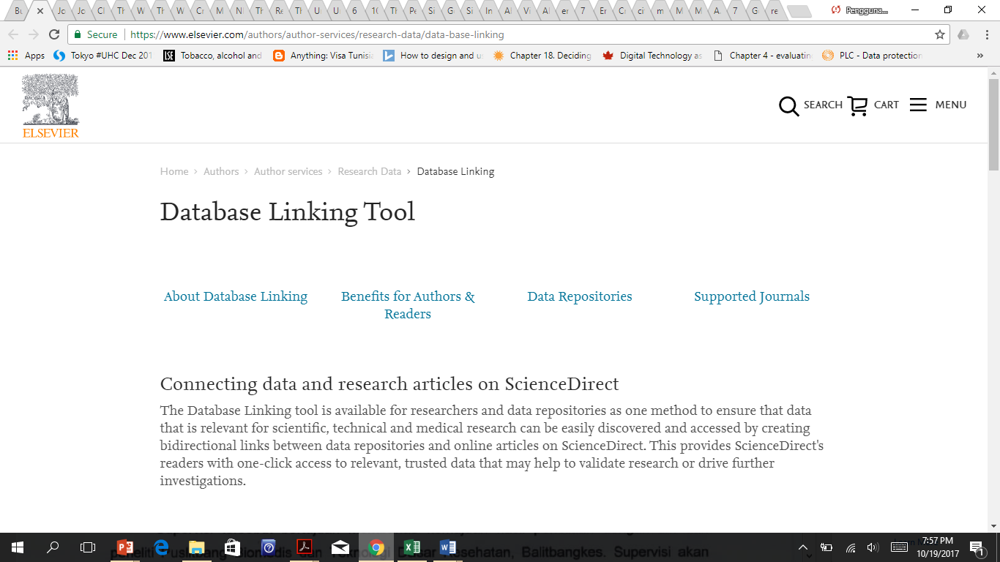 Bu
Jo
Jo
Cl
Th
W
Th
W
Cr
M
NI
Th
Re
Th
U
Ui
6
10
Th
Pe
Si
G
Si
In
Al
Vi
Al
er
7
Er
Ci
ci
m
M
M
A.
7
G
re
Pengguna...
Secure
https://www.elsevier.com/authors/author-services/research-data/data-base-linking
Apps
Tokyo #UHC Dec 201
LSE
Tobacco, alcohol and
Anything: Visa Tunisia
How to design and us
Chapter 18. Deciding
Digital Technology as
Chapter 4 - evaluating
PLC - Data protection
»
ELSEVIER
SEARCH
CART
MENU
Home › Authors › Author services › Research Data › Database Linking
Database Linking Tool
About Database Linking
Benefits for Authors &
Readers
Data Repositories
Supported Journals
Connecting data and research articles on ScienceDirect
The Database Linking tool is available for researchers and data repositories as one method to ensure that data
that is relevant for scientific, technical and medical research can be easily discovered and accessed by creating
bidirectional links between data repositories and online articles on ScienceDirect. This provides ScienceDirect's
readers with one-click access to relevant, trusted data that may help to validate research or drive further
investigations.
Kesehatan, Balitbangkes. Supervisi akan
7:57 PM
10/19/2017
1